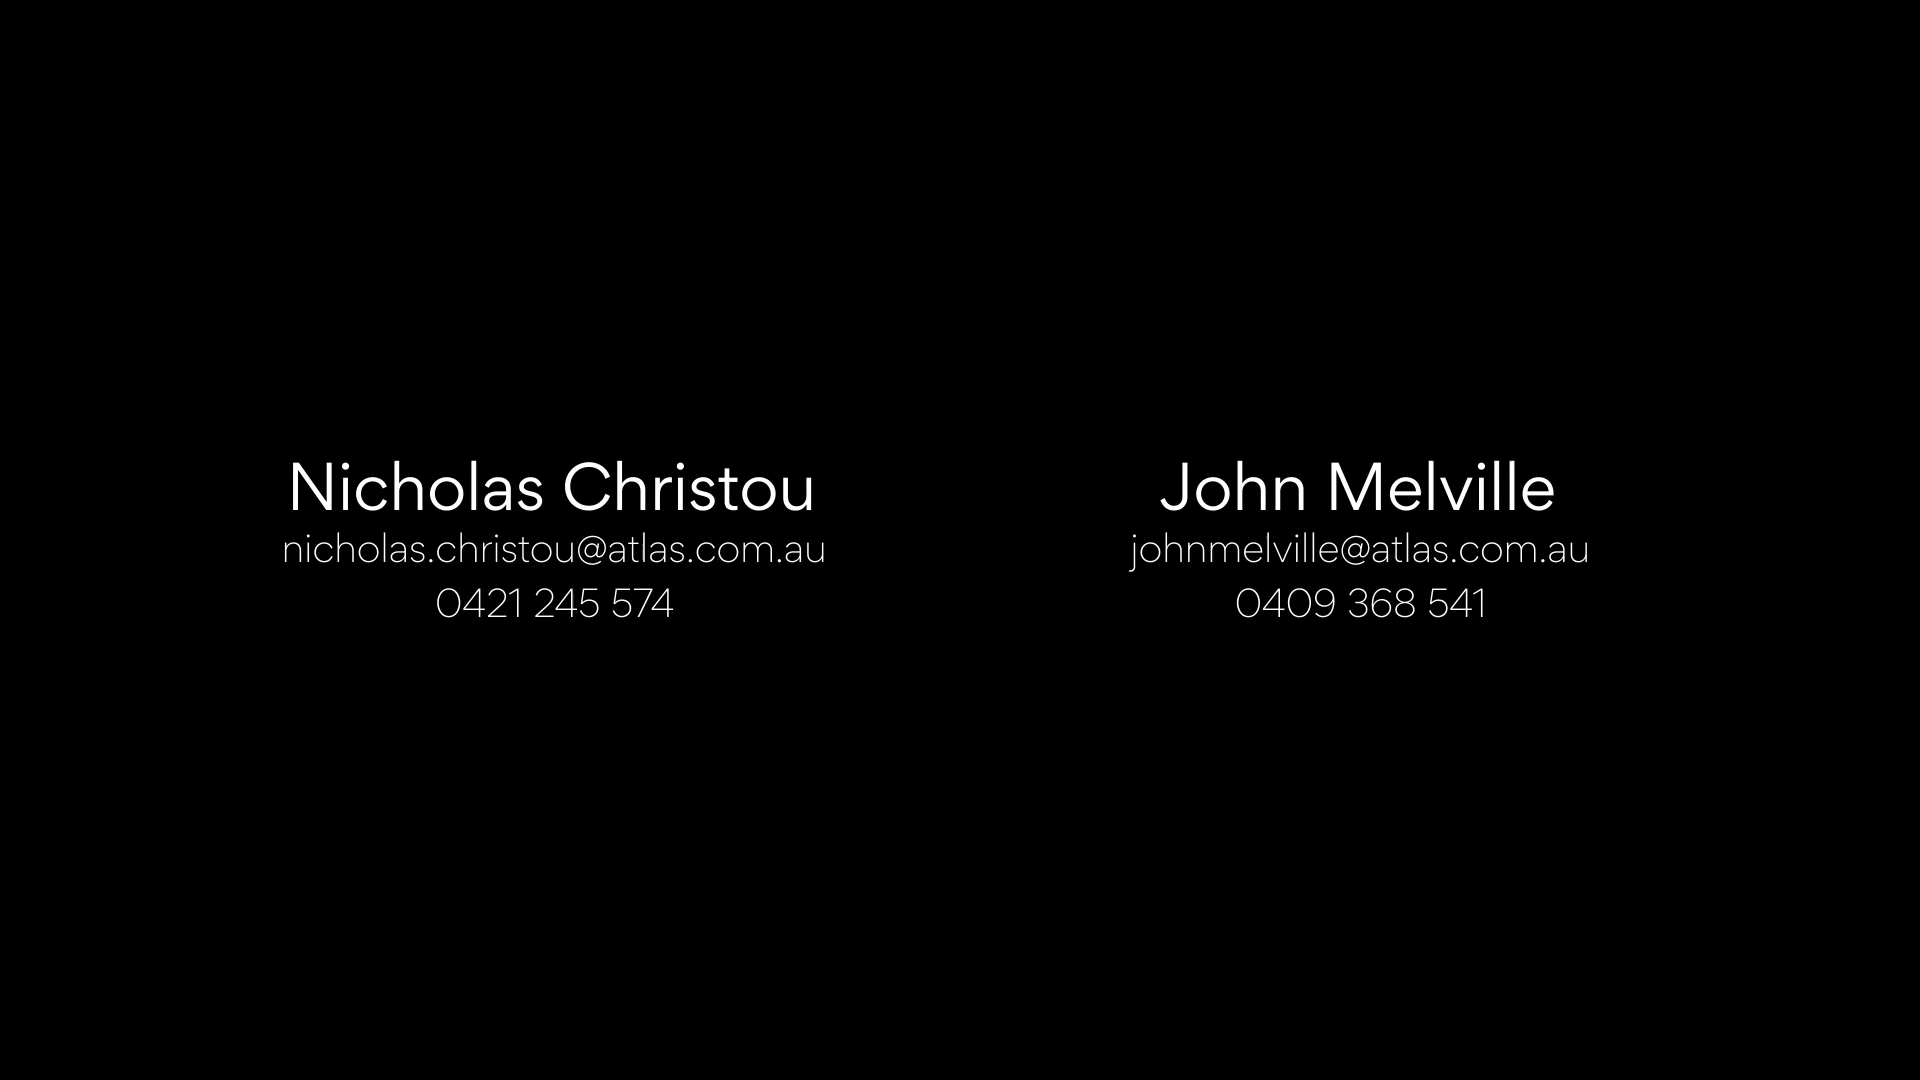 Nicholas Christou
nicholas.christou@atlas.com.au
0421 245 574
John Melville
johnmelville@atlas.com.au
0409 368 541